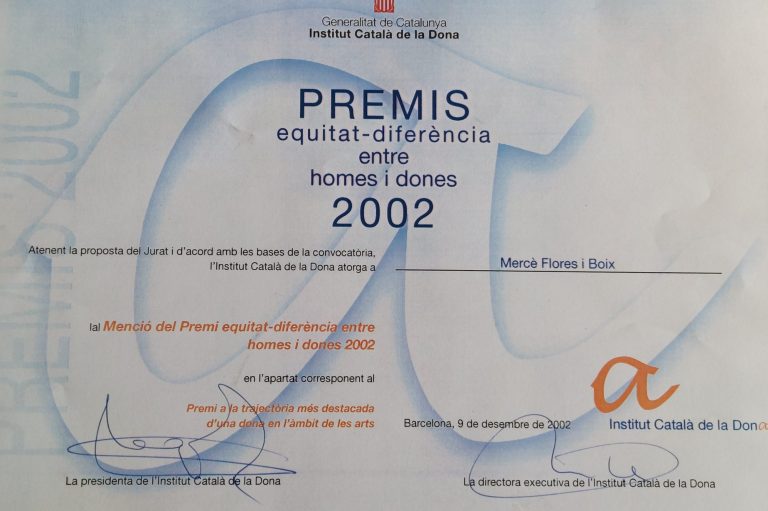 Generalitat de Catalunya
Institut Català de la Dona
PREMIS 2002
PREMIS
equitat-diferència
entre
homes i dones
2002
Atenent la proposta del Jurat i d'acord amb les bases de la convocatòria,
l'Institut Català de la Dona atorga a
Mercè Flores i Boix
lal Menció del Premi equitat-diferència entre
homes i dones 2002
en l'apartat corresponent al
Premi a la trajectòria més destacada
d'una dona en l'àmbit de les arts
Barcelona, 9 de desembre de 2002
a
Institut Català de la Dona
La presidenta de l'Institut Català de la Dona
La directora executiva de l'Institut Català de la Dona